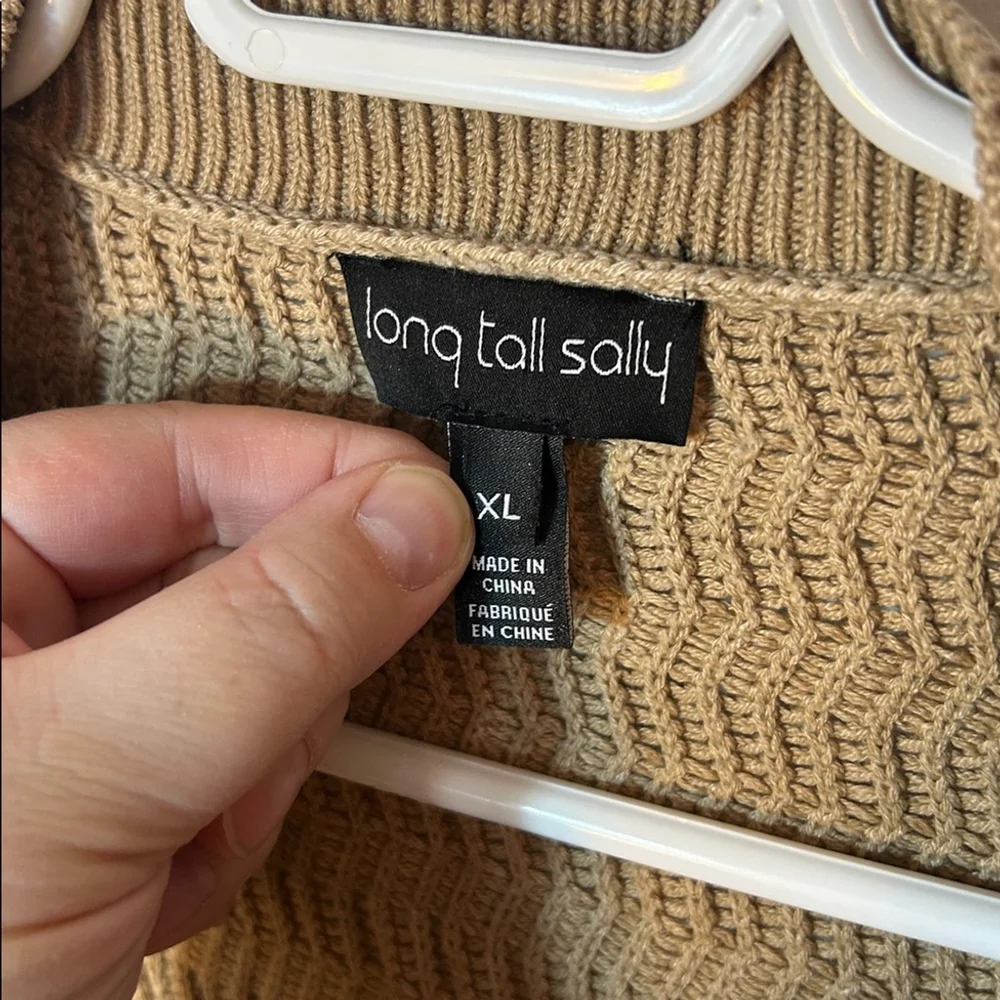 long tall sally
XL
MADE IN
CHINA
FABRIQUÉ
EN CHINE